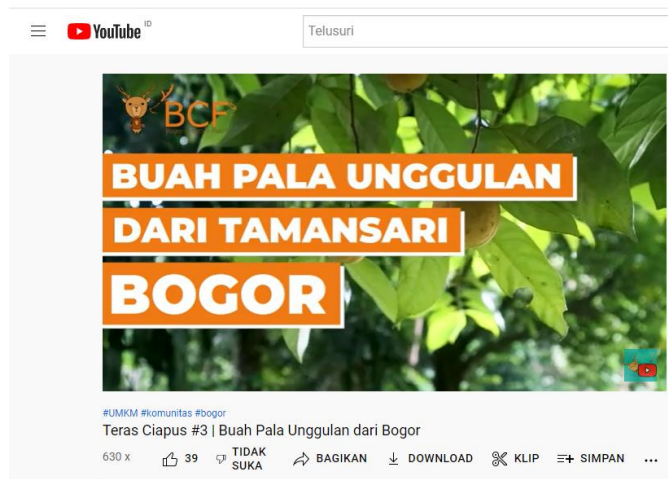 YouTube ID
Telusuri
BCF
BUAH PALA UNGGULAN
DARI TAMANSARI
BOGOR
#UMKM #komunitas #bogor
Teras Ciapus #3 | Buah Pala Unggulan dari Bogor
630 x 39 TIDAK SUKA BAGIKAN DOWNLOAD KLIP SIMPAN ...